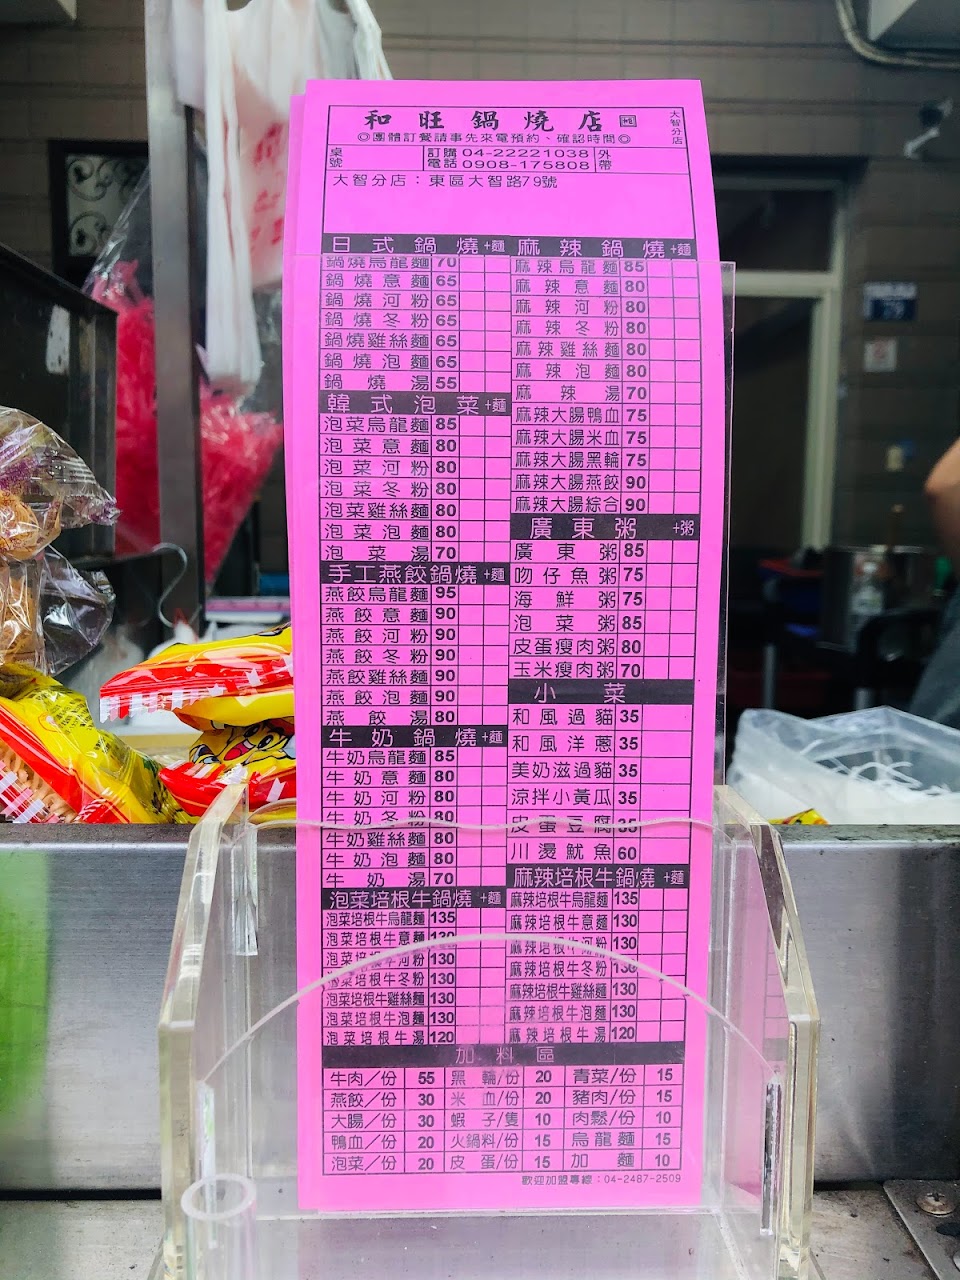 和旺鍋燒店
大智分店
◎團體訂餐請事先來電預約、確認時間◎
桌號
訂購電話 04-22221038
0908-175808
外帶
大智分店：東區大智路79號
日式鍋燒+麵
鍋燒烏龍麵 70
鍋燒意麵 65
鍋燒河粉 65
鍋燒冬粉 65
鍋燒雞絲麵 65
鍋燒泡麵 65
鍋燒湯 55
韓式泡菜+麵
泡菜烏龍麵 85
泡菜意麵 80
泡菜河粉 80
泡菜冬粉 80
泡菜雞絲麵 80
泡菜泡麵 80
泡菜湯 70
手工燕餃鍋燒+麵
燕餃烏龍麵 95
燕餃意麵 90
燕餃河粉 90
燕餃冬粉 90
燕餃雞絲麵 90
燕餃泡麵 90
燕餃湯 80
牛奶鍋燒+麵
牛奶烏龍麵 85
牛奶意麵 80
牛奶河粉 80
牛奶冬粉 80
牛奶雞絲麵 80
牛奶泡麵 80
牛奶湯 70
泡菜培根牛鍋燒+麵
泡菜培根牛烏龍麵 135
泡菜培根牛意麵 130
泡菜培根牛河粉 130
泡菜培根牛冬粉 130
泡菜培根牛雞絲麵 130
泡菜培根牛泡麵 130
泡菜培根牛湯 120
麻辣鍋燒+麵
麻辣烏龍麵 85
麻辣意麵 80
麻辣河粉 80
麻辣冬粉 80
麻辣雞絲麵 80
麻辣泡麵 80
麻辣湯 70
麻辣大腸鴨血 75
麻辣大腸米血 75
麻辣大腸黑輪 75
麻辣大腸燕餃 90
麻辣大腸綜合 90
廣東粥+粥
廣東粥 85
吻仔魚粥 75
海鮮粥 75
泡菜粥 85
皮蛋瘦肉粥 80
玉米瘦肉粥 70
小菜
和風過貓 35
和風洋蔥 35
美奶滋過貓 35
涼拌小黃瓜 35
皮蛋豆腐 35
川燙魷魚 60
麻辣培根牛鍋燒+麵
麻辣培根牛烏龍麵 135
麻辣培根牛意麵 130
麻辣培根牛河粉 130
麻辣培根牛冬粉 130
麻辣培根牛雞絲麵 130
麻辣培根牛泡麵 130
麻辣培根牛湯 120
加料區
牛肉／份 55 黑輪/份 20 青菜/份 15
燕餃／份 30 米血/份 20 豬肉/份 15
大腸／份 30 蝦子/隻 10 肉鬆/份 10
鴨血／份 20 火鍋料/份 15 烏龍麵 15
泡菜／份 20 皮蛋/份 15 加麵 10
歡迎加盟專線：04-2487-2509